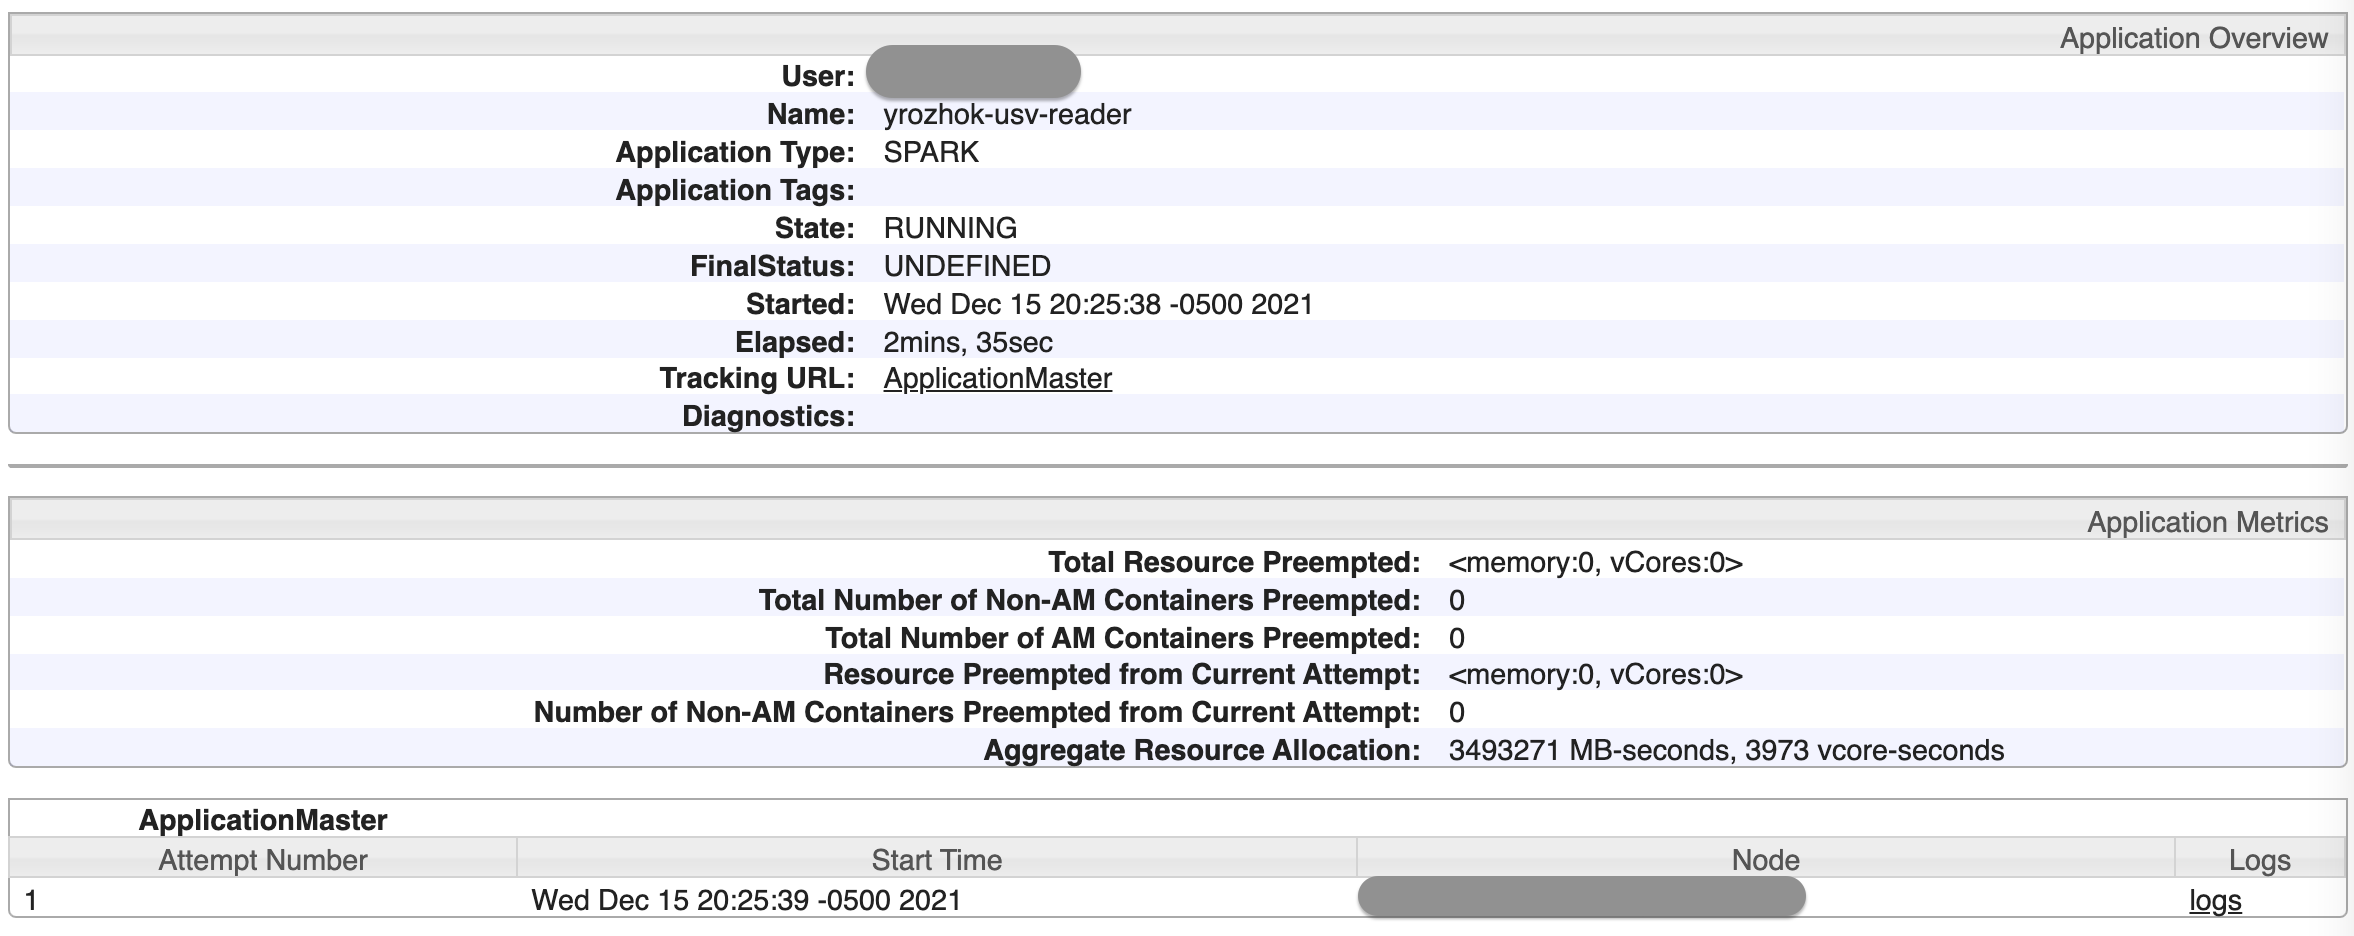 Application Overview
User:
Name: yrozhok-usv-reader
Application Type: SPARK
Application Tags:
State: RUNNING
FinalStatus: UNDEFINED
Started: Wed Dec 15 20:25:38 -0500 2021
Elapsed: 2mins, 35sec
Tracking URL: ApplicationMaster
Diagnostics:
Application Metrics
Total Resource Preempted: <memory:0, vCores:0>
Total Number of Non-AM Containers Preempted: 0
Total Number of AM Containers Preempted: 0
Resource Preempted from Current Attempt: <memory:0, vCores:0>
Number of Non-AM Containers Preempted from Current Attempt: 0
Aggregate Resource Allocation: 3493271 MB-seconds, 3973 vcore-seconds
ApplicationMaster
Attempt Number Start Time Node Logs
1 Wed Dec 15 20:25:39 -0500 2021 logs